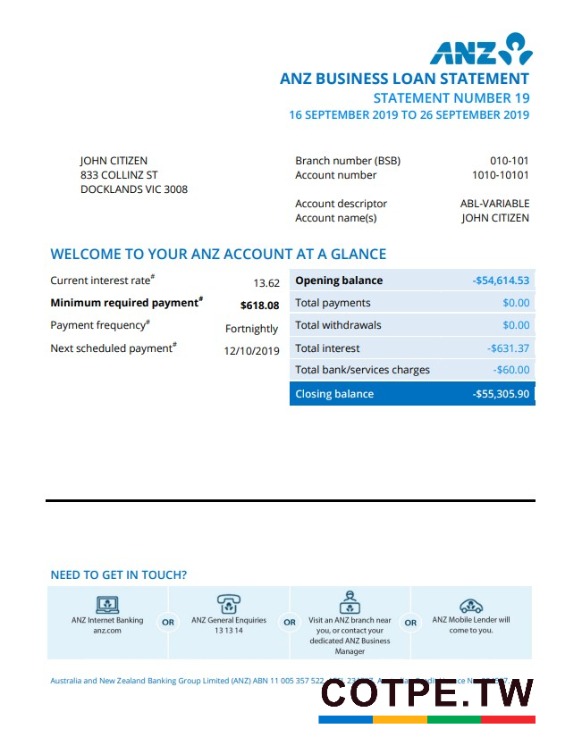 ANZ
ANZ BUSINESS LOAN STATEMENT
STATEMENT NUMBER 19
16 SEPTEMBER 2019 TO 26 SEPTEMBER 2019
JOHN CITIZEN
833 COLLINZ ST
DOCKLANDS VIC 3008
Branch number (BSB) 010-101
Account number 1010-10101
Account descriptor ABL-VARIABLE
Account name(s) JOHN CITIZEN
WELCOME TO YOUR ANZ ACCOUNT AT A GLANCE
Current interest rate# 13.62
Minimum required payment# $618.08
Payment frequency# Fortnightly
Next scheduled payment# 12/10/2019
Opening balance -$54,614.53
Total payments $0.00
Total withdrawals $0.00
Total interest -$631.37
Total bank/services charges -$60.00
Closing balance -$55,305.90
NEED TO GET IN TOUCH?
ANZ Internet Banking
anz.com
OR
ANZ General Enquiries
13 13 14
OR
Visit an ANZ branch near
you, or contact your
dedicated ANZ Business
Manager
OR
ANZ Mobile Lender will
come to you.
Australia and New Zealand Banking Group Limited (ANZ) ABN 11 005 357 522
COTPE.TW